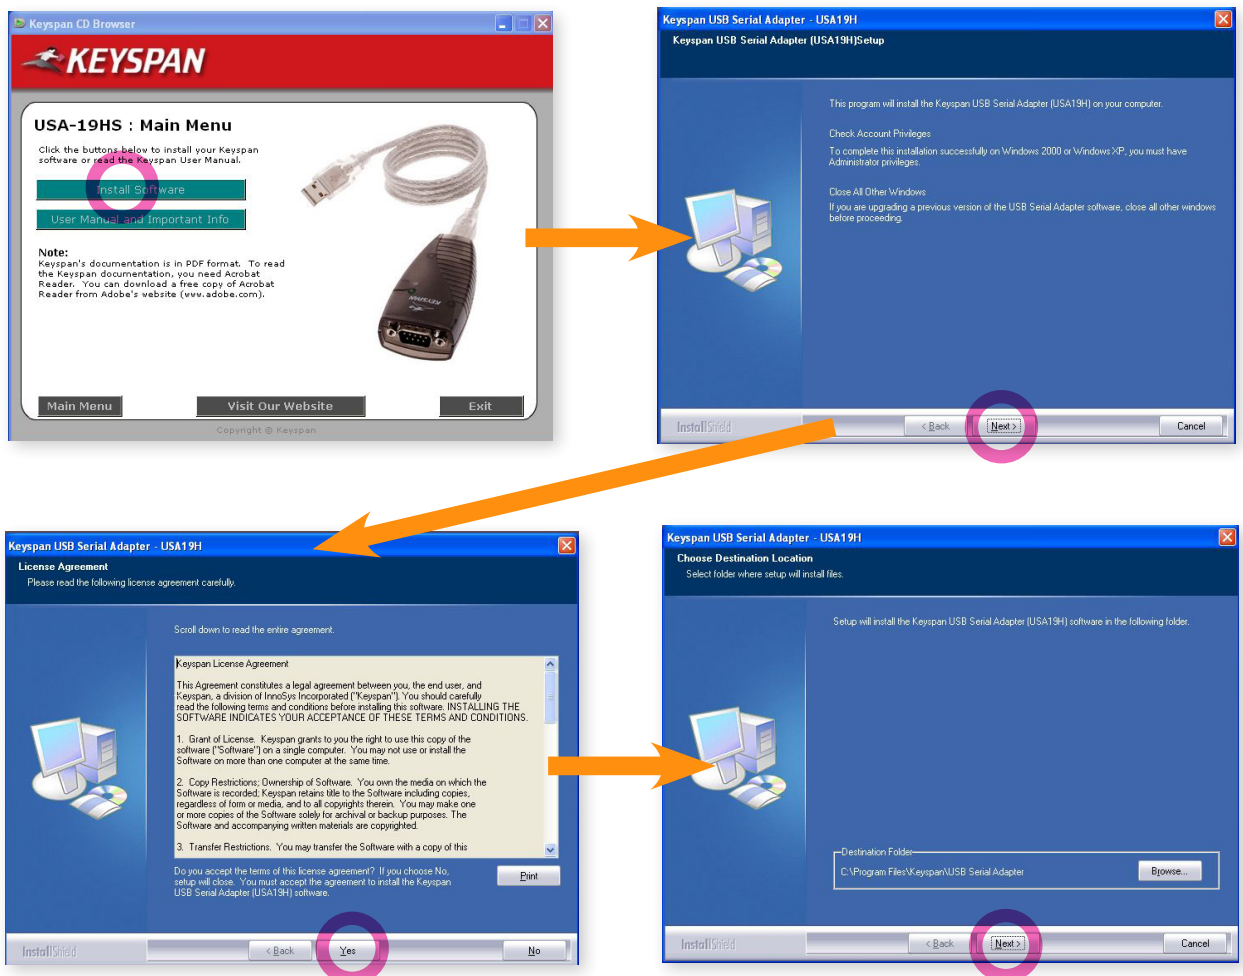 Keyspan CD Browser
KEYSPAN
USA-19HS : Main Menu
Click the buttons below to install your Keyspan
software or read the Keyspan User Manual.
Install Software
User Manual and Important Info
Note:
Keyspan's documentation is in PDF format. To read
the Keyspan documentation, you need Acrobat
Reader. You can download a free copy of Acrobat
Reader from Adobe's website (www.adobe.com).
KEYSPAN
Main Menu
Visit Our Website
Exit
Copyright @ Keyspan
Keyspan USB Serial Adapter - USA19H
Keyspan USB Serial Adapter (USA19H)Setup
This program will install the Keyspan USB Serial Adapter (USA19H) on your computer.
Check Account Privileges
To complete this installation successfully on Windows 2000 or Windows XP, you must have
Administrator privileges.
Close All Other Windows
If you are upgrading a previous version of the USB Serial Adapter software, close all other windows
before proceeding.
InstallShield
< Back
Next >
Cancel
Keyspan USB Serial Adapter - USA19H
License Agreement
Please read the following license agreement carefully.
Scroll down to read the entire agreement.
Keyspan License Agreement
This Agreement constitutes a legal agreement between you, the end user, and
Keyspan, a division of InnoSys Incorporated ("Keyspan"). You should carefully
read the following terms and conditions before installing this software. INSTALLING THE
SOFTWARE INDICATES YOUR ACCEPTANCE OF THESE TERMS AND CONDITIONS.
1. Grant of License. Keyspan grants to you the right to use this copy of the
software ("Software") on a single computer. You may not use or install the
Software on more than one computer at the same time.
2. Copy Restrictions; Ownership of Software. You own the media on which the
Software is recorded; Keyspan retains title to the Software including copies,
regardless of form or media, and to all copyrights therein. You may make one
or more copies of the Software solely for archival or backup purposes. The
Software and accompanying written materials are copyrighted.
3. Transfer Restrictions. You may transfer the Software with a copy of this
Do you accept the terms of this license agreement? If you choose No,
setup will close. You must accept the agreement to install the Keyspan
USB Serial Adapter (USA19H) software.
Print
InstallShield
< Back
Yes
No
Keyspan USB Serial Adapter - USA19H
Choose Destination Location
Select folder where setup will install files.
Setup will install the Keyspan USB Serial Adapter (USA19H) software in the following folder.
Destination Folder
C:\Program Files\Keyspan\USB Serial Adapter
Browse...
InstallShield
< Back
Next >
Cancel